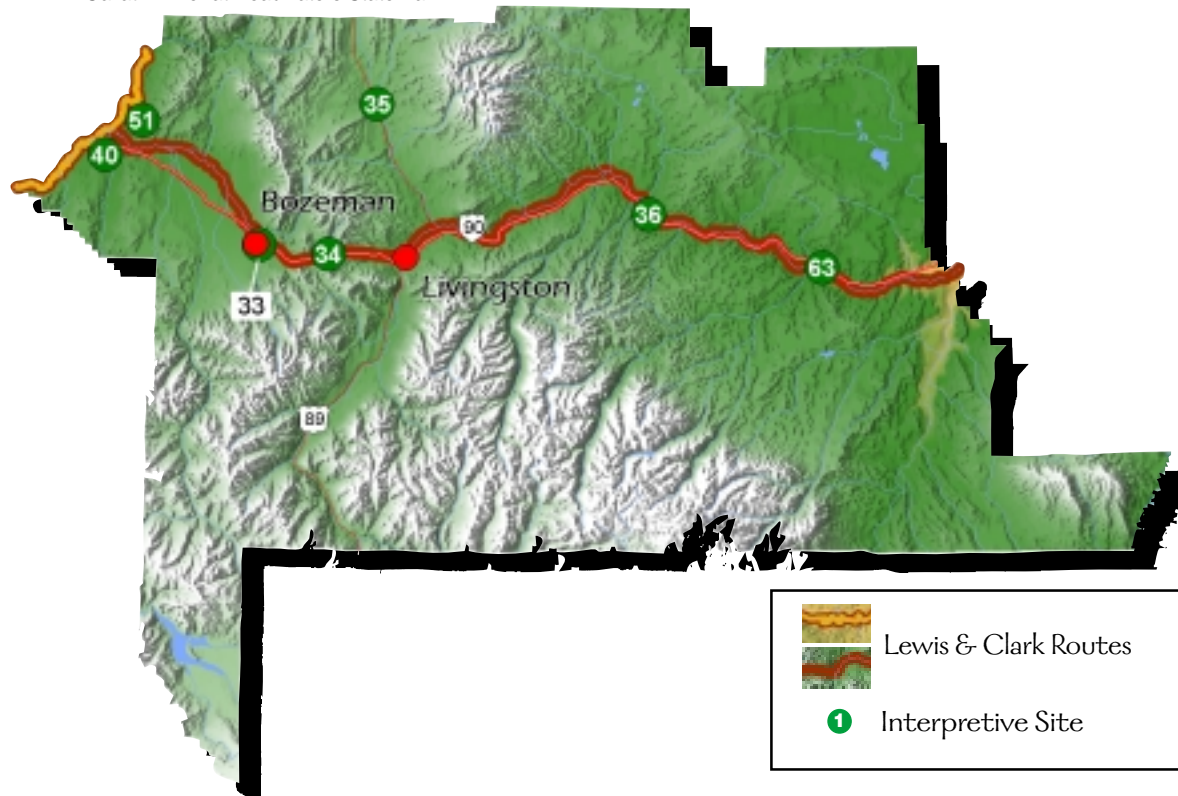 51
35
40
Bozeman
36
90
34
63
Livingston
33
89
Lewis & Clark Routes
1 Interpretive Site